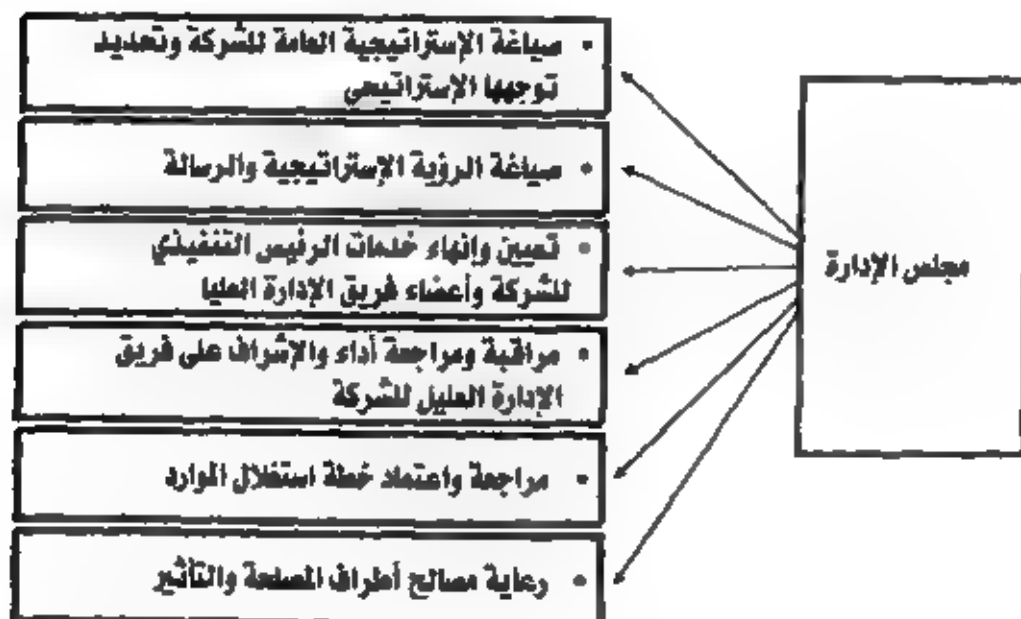 مجلس الإدارة
• صياغة الإستراتيجية العامة للشركة وتحديد
توجهها الإستراتيجي
• صياغة الرؤية الإستراتيجية والرسالة
• تعيين وإنهاء خدمات الرئيس التنفيذي
للشركة وأعضاء فريق الإدارة العليا
• مراقبة ومراجعة أداء والإشراف على فريق
الإدارة العليل للشركة
• مراجعة واعتماد خطة استغلال الموارد
• رعاية مصالح أطراف المصلحة والتأثير